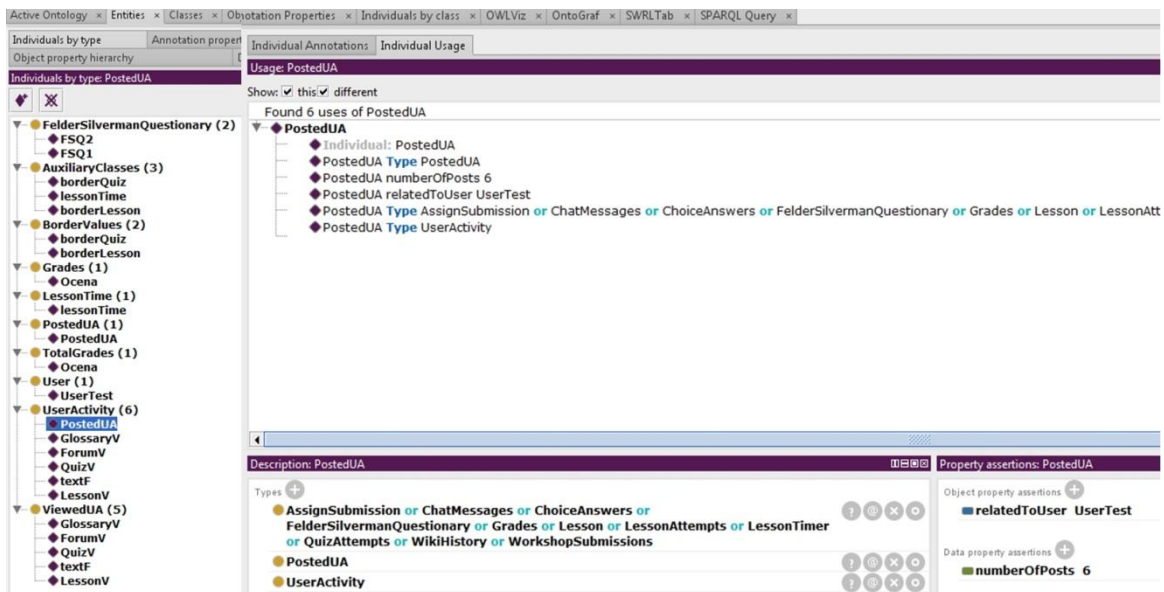 Active Ontology × Entities × Classes × Objotation Properties × Individuals by class × OWLViz × OntoGraf × SWRLTab × SPARQL Query ×
Individuals by type Annotation propert
Object property hierarchy
Individuals by type: PostedUA
FelderSilvermanQuestionary (2)
FSQ2
FSQ1
AuxiliaryClasses (3)
borderQuiz
lessonTime
borderLesson
BorderValues (2)
borderQuiz
borderLesson
Grades (1)
Ocena
LessonTime (1)
lessonTime
PostedUA (1)
PostedUA
TotalGrades (1)
Ocena
User (1)
UserTest
UserActivity (6)
PostedUA
GlossaryV
ForumV
QuizV
textF
LessonV
ViewedUA (5)
GlossaryV
ForumV
QuizV
textF
LessonV
Individual Annotations Individual Usage
Usage: PostedUA
Show: this different
Found 6 uses of PostedUA
PostedUA
Individual: PostedUA
PostedUA Type PostedUA
PostedUA numberOfPosts 6
PostedUA relatedToUser UserTest
PostedUA Type AssignSubmission or ChatMessages or ChoiceAnswers or FelderSilvermanQuestionary or Grades or Lesson or LessonAtt
PostedUA Type UserActivity
Description: PostedUA
Types
AssignSubmission or ChatMessages or ChoiceAnswers or
FelderSilvermanQuestionary or Grades or Lesson or LessonAttempts or LessonTimer
or QuizAttempts or WikiHistory or WorkshopSubmissions
PostedUA
UserActivity
Property assertions: PostedUA
Object property assertions
relatedToUser UserTest
Data property assertions
numberOfPosts 6